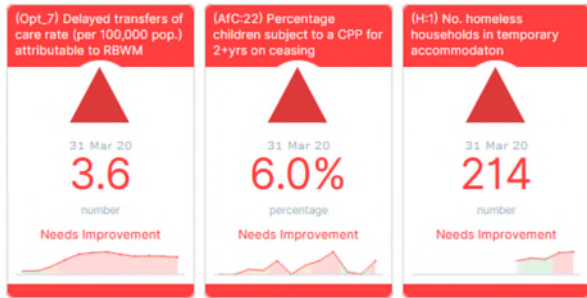 (Opt_7) Delayed transfers of
care rate (per 100,000 pop.)
attributable to RBWM
31 Mar 20
3.6
number
Needs Improvement
(AfC:22) Percentage
children subject to a CPP for
2+yrs on ceasing
31 Mar 20
6.0%
percentage
Needs Improvement
(H:1) No. homeless
households in temporary
accommodaton
31 Mar 20
214
number
Needs Improvement